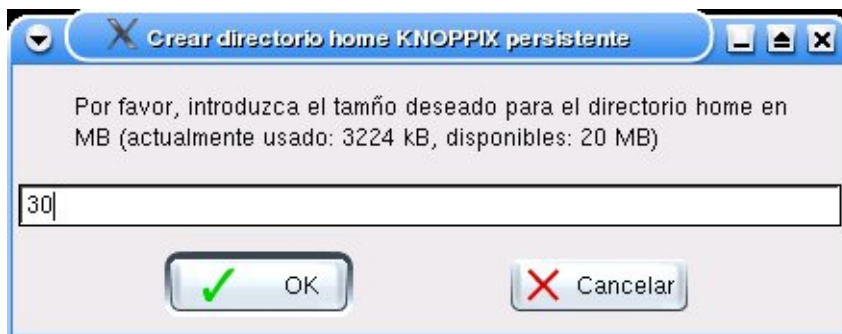 Crear directorio home KNOPPIX persistente
Por favor, introduzca el tamño deseado para el directorio home en
MB (actualmente usado: 3224 kB, disponibles: 20 MB)
30
OK
Cancelar